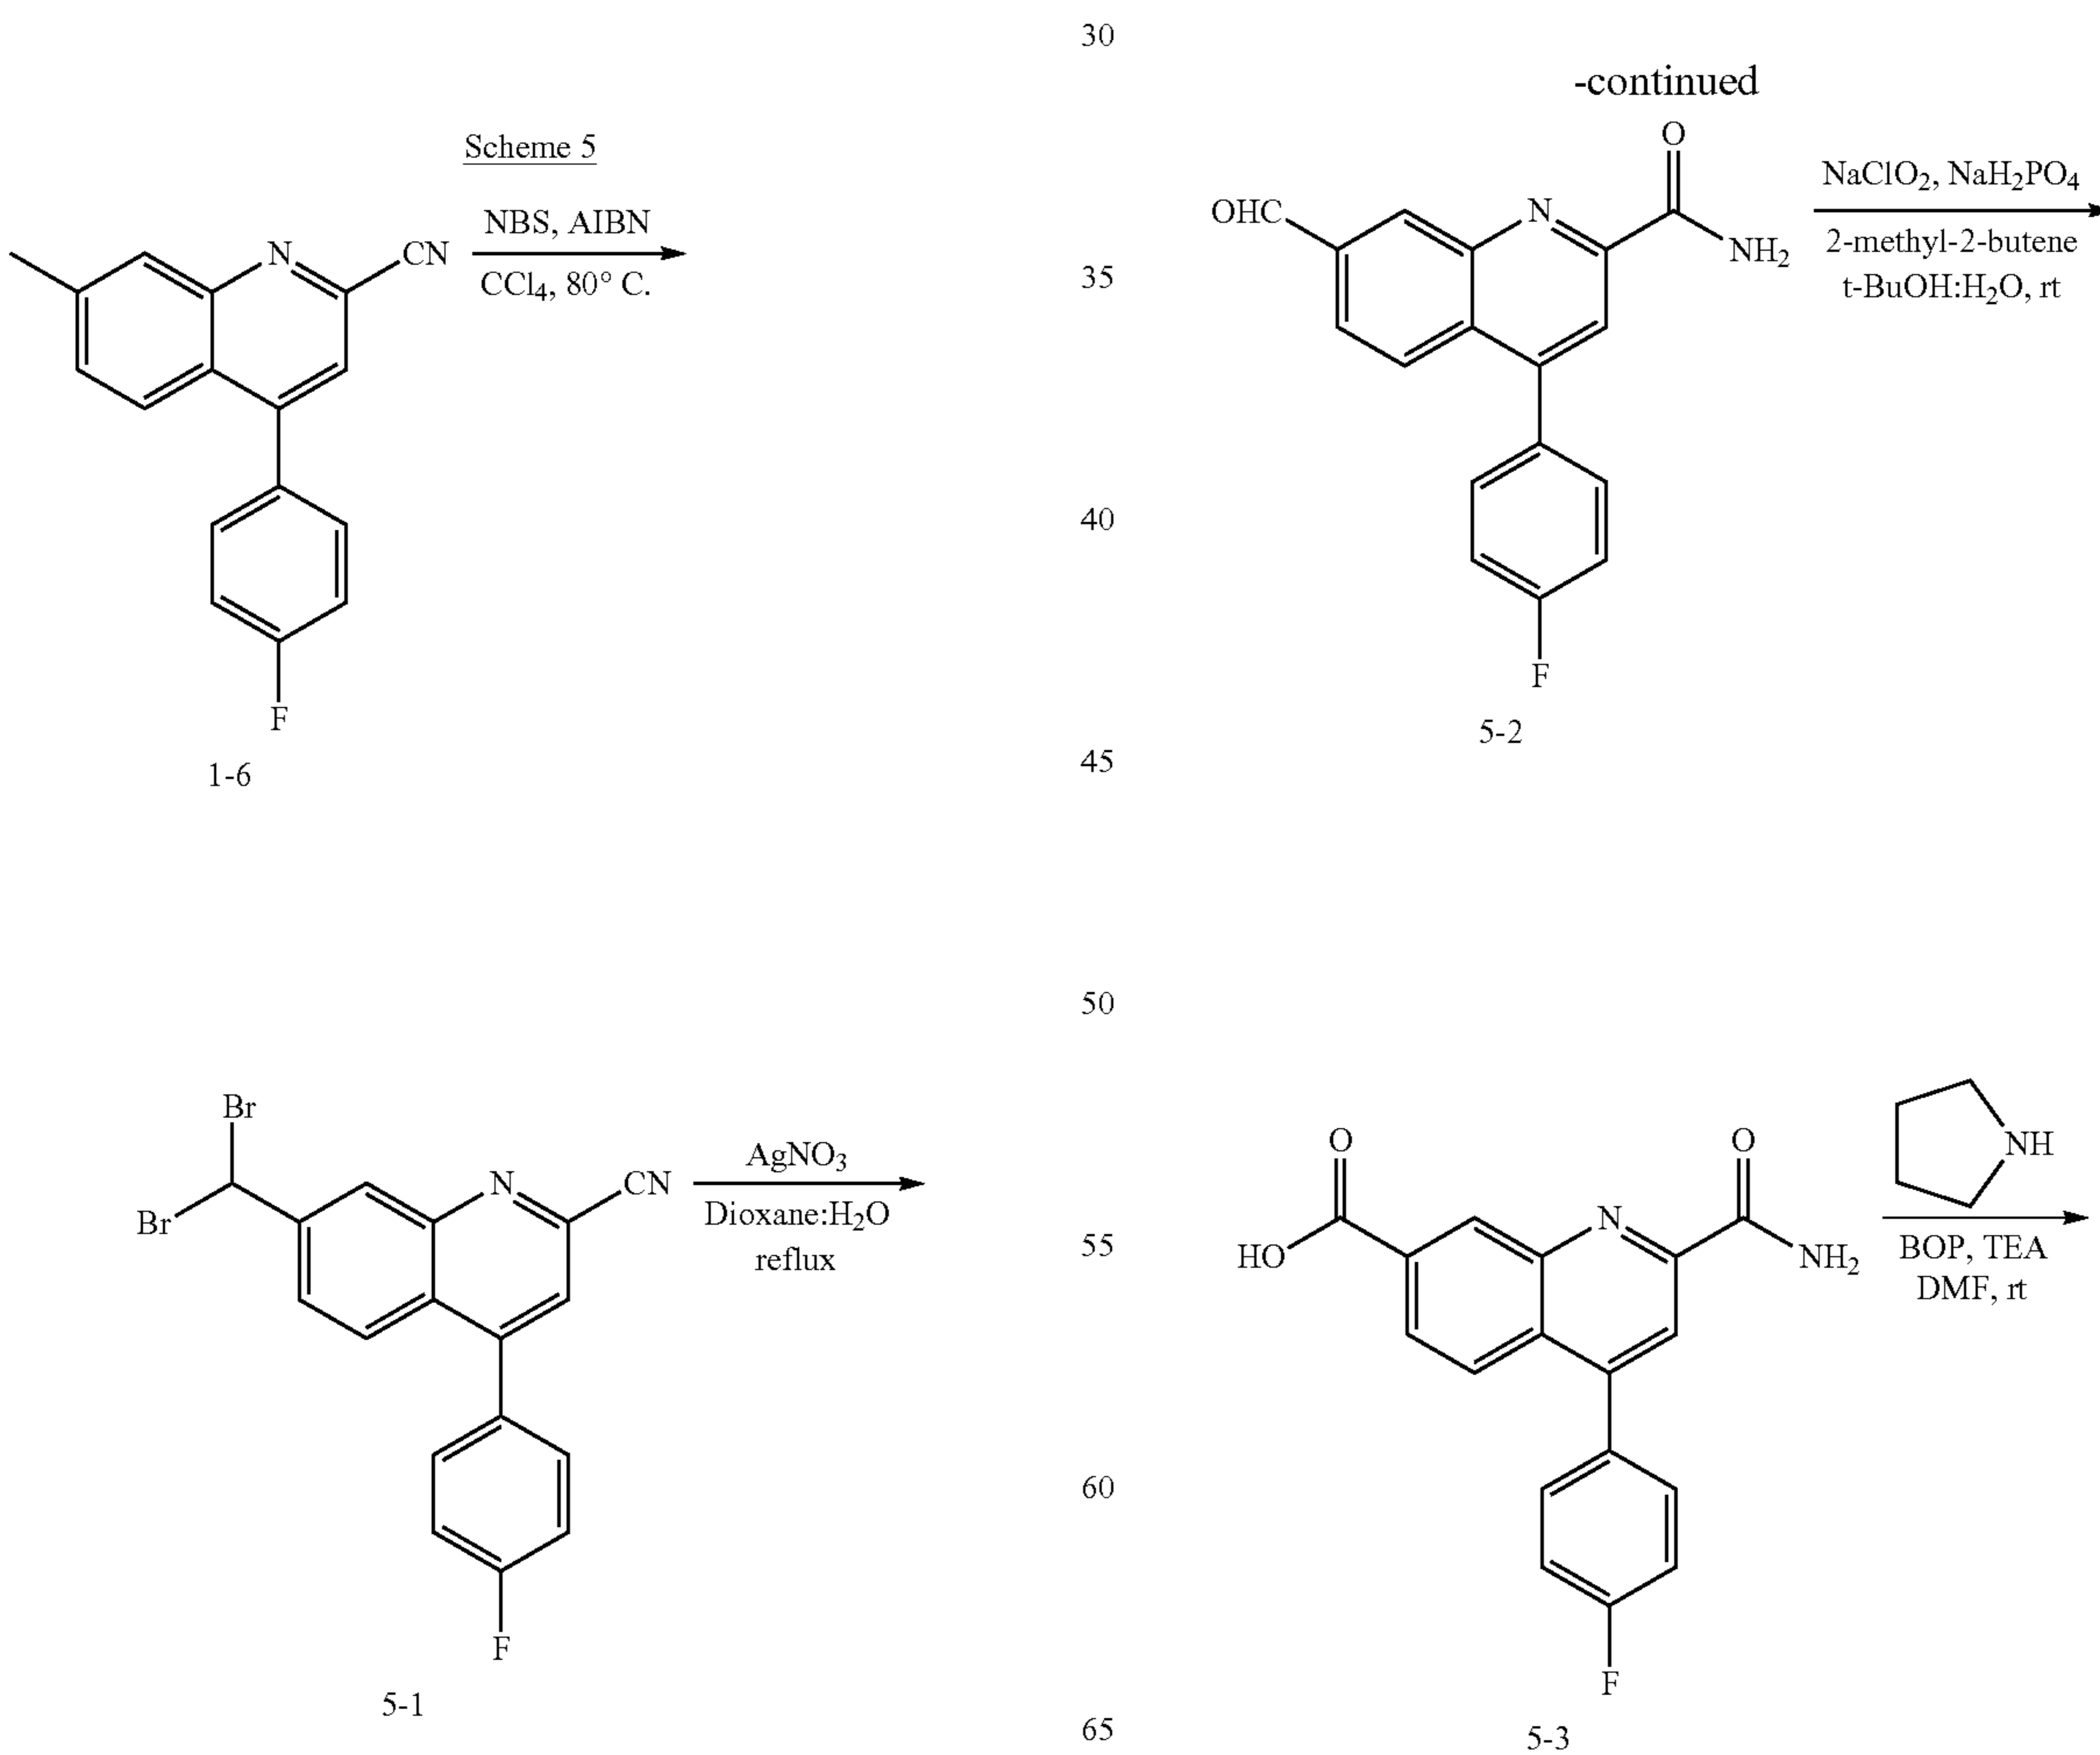 Scheme 5
N
CN
NBS, AIBN
CCl4, 80° C.
F
1-6
Br
Br
N
CN
AgNO3
Dioxane:H2O
reflux
F
5-1
30
35
40
45
50
55
60
65
-continued
O
OHC
N
NH2
NaClO2, NaH2PO4
2-methyl-2-butene
t-BuOH:H2O, rt
F
5-2
O
HO
N
O
NH2
NH
BOP, TEA
DMF, rt
F
5-3